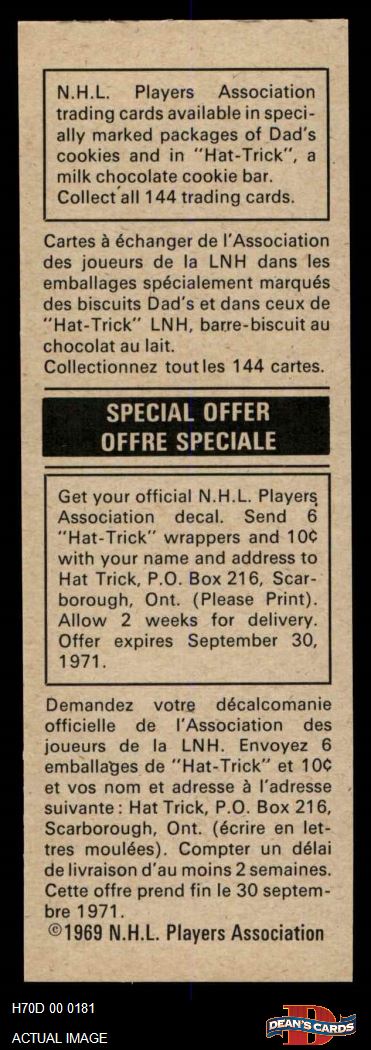 N.H.L. Players Association
trading cards available in speci-
ally marked packages of Dad's
cookies and in "Hat-Trick", a
milk chocolate cookie bar.
Collect all 144 trading cards.
Cartes à échanger de l'Association
des joueurs de la LNH dans les
emballages spécialement marqués
des biscuits Dad's et dans ceux de
"Hat-Trick" LNH, barre-biscuit au
chocolat au lait.
Collectionnez toutles 144 cartes.
SPECIAL OFFER
OFFRE SPECIALE
Get your official N.H.L. Players
Association decal. Send 6
"Hat-Trick" wrappers and 10¢
with your name and address to
Hat Trick, P.O. Box 216, Scar-
borough, Ont. (Please Print).
Allow 2 weeks for delivery.
Offer expires September 30,
1971.
Demandez votre décalcomanie
officielle de l'Association des
joueurs de la LNH. Envoyez 6
emballages de "Hat-Trick" et 10¢
et vos nom et adresse à l'adresse
suivante : Hat Trick, P.O. Box 216,
Scarborough, Ont. (écrire en let-
tres moulées). Compter un délai
de livraison d'au moins 2 semaines.
Cette offre prend fin le 30 septem-
bre 1971.
©1969 N.H.L. Players Association
H70D 00 0181
ACTUAL IMAGE
D
DEAN'S CARDS